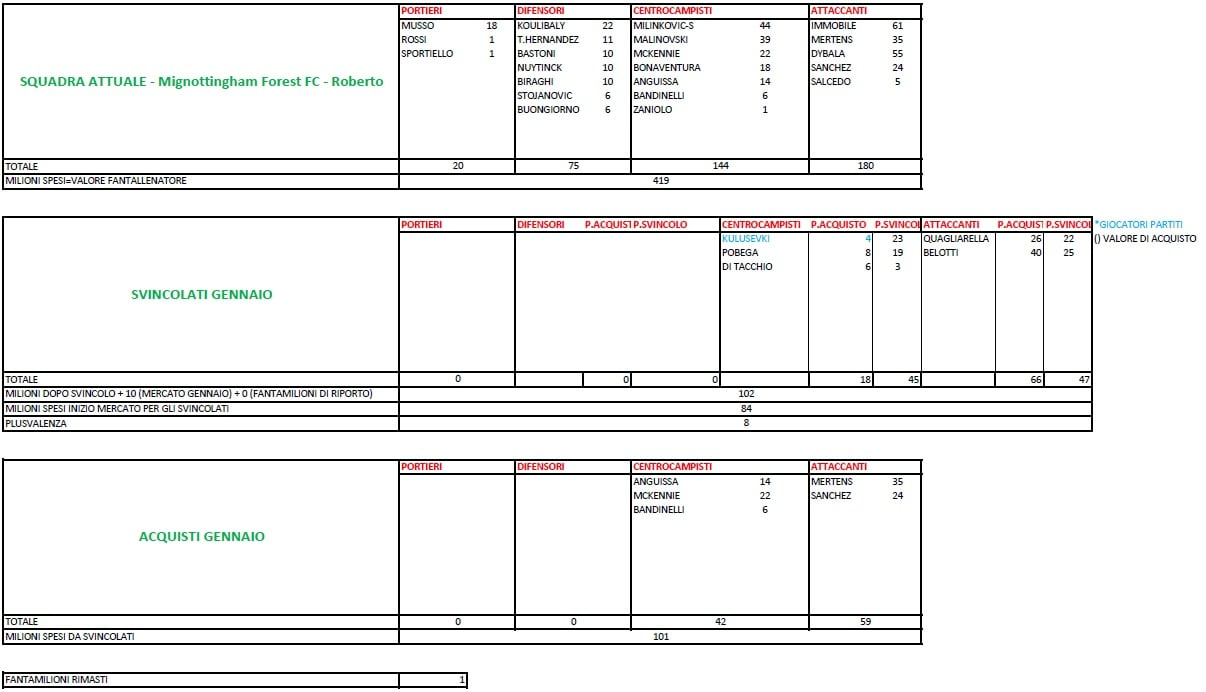 PORTIERI DIFENSORI CENTROCAMPISTI ATTACCANTI
MUSSO 18 KOULIBALY 22 MILINKOVIC-S 44 IMMOBILE 61
ROSSI 1 T.HERNANDEZ 11 MALINOVSKI 39 MERTENS 35
SPORTIELLO 1 BASTONI 10 MCKENNIE 22 DYBALA 55
NUYTINCK 10 BONAVENTURA 18 SANCHEZ 24
SQUADRA ATTUALE - Mignottingham Forest FC - Roberto
BIRAGHI 10 ANGUISSA 14 SALCEDO 5
STOJANOVIC 6 BANDINELLI 6
BUONGIORNO 6 ZANIOLO 1
TOTALE 20 75 144 180
MILIONI SPESI=VALORE FANTALLENATORE 419
PORTIERI DIFENSORI P.ACQUIST P.SVINCOLO CENTROCAMPISTI P.ACQUISTO P.SVINCOL ATTACCANTI P.ACQUIST P.SVINCOL *GIOCATORI PARTITI
KULUSEVKI 4 23 QUAGLIARELLA 26 22 () VALORE DI ACQUISTO
POBEGA 8 19 BELOTTI 40 25
DI TACCHIO 6 3
SVINCOLATI GENNAIO
TOTALE 0 0 0 18 45 66 47
MILIONI DOPO SVINCOLO + 10 (MERCATO GENNAIO) + 0 (FANTAMILIONI DI RIPORTO) 102
MILIONI SPESI INIZIO MERCATO PER GLI SVINCOLATI 84
PLUSVALENZA 8
PORTIERI DIFENSORI CENTROCAMPISTI ATTACCANTI
ANGUISSA 14 MERTENS 35
MCKENNIE 22 SANCHEZ 24
BANDINELLI 6
ACQUISTI GENNAIO
TOTALE 0 0 42 59
MILIONI SPESI DA SVINCOLATI 101
FANTAMILIONI RIMASTI 1